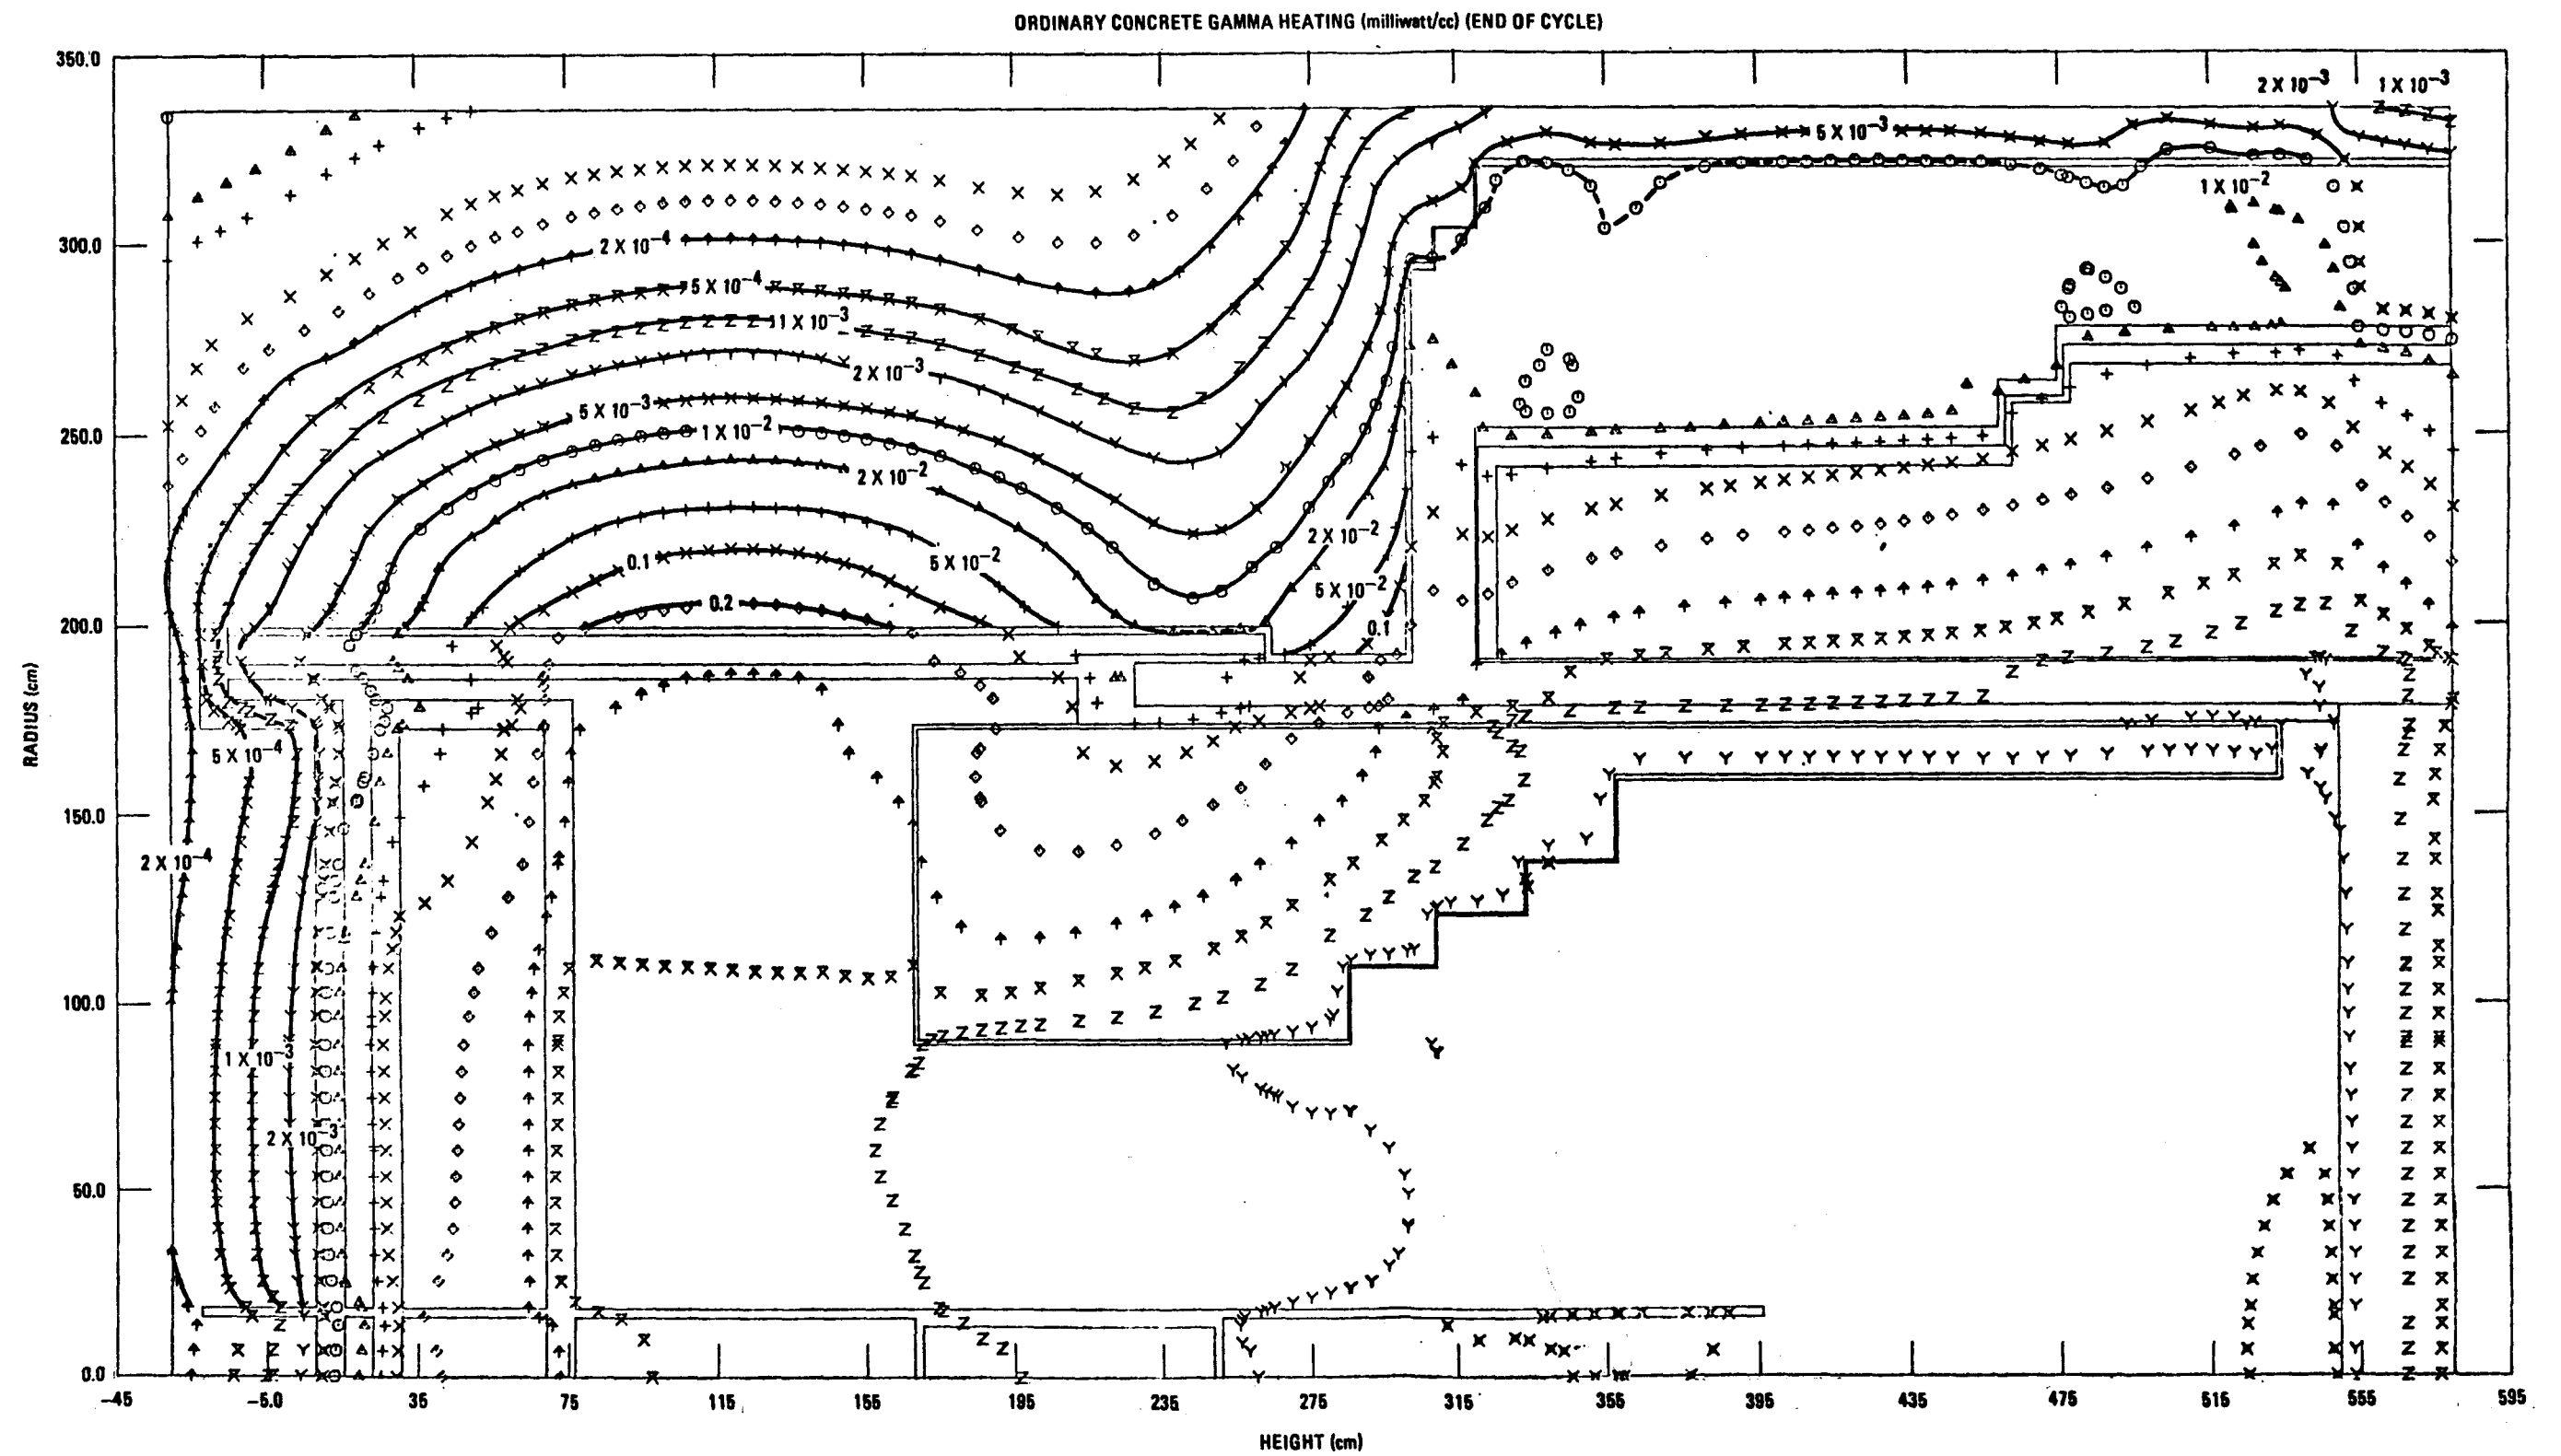 ORDINARY CONCRETE GAMMA HEATING (milliwatt/cc) (END OF CYCLE)
350.0
2 X 10⁻³ 1 X 10⁻³
5 X 10⁻³
1 X 10⁻²
300.0
2 X 10⁻⁴
5 X 10⁻⁴
1 X 10⁻³
2 X 10⁻³
5 X 10⁻³
1 X 10⁻²
250.0
2 X 10⁻²
2 X 10⁻²
0.1
5 X 10⁻²
5 X 10⁻²
0.2
200.0
0.1
5 X 10⁻⁴
RADIUS (cm)
150.0
2 X 10⁻⁴
100.0
1 X 10⁻³
2 X 10⁻³
50.0
0.0
-45 -5.0 35 75 115 155 195 235 275 315 355 395 435 475 515 555 595
HEIGHT (cm)